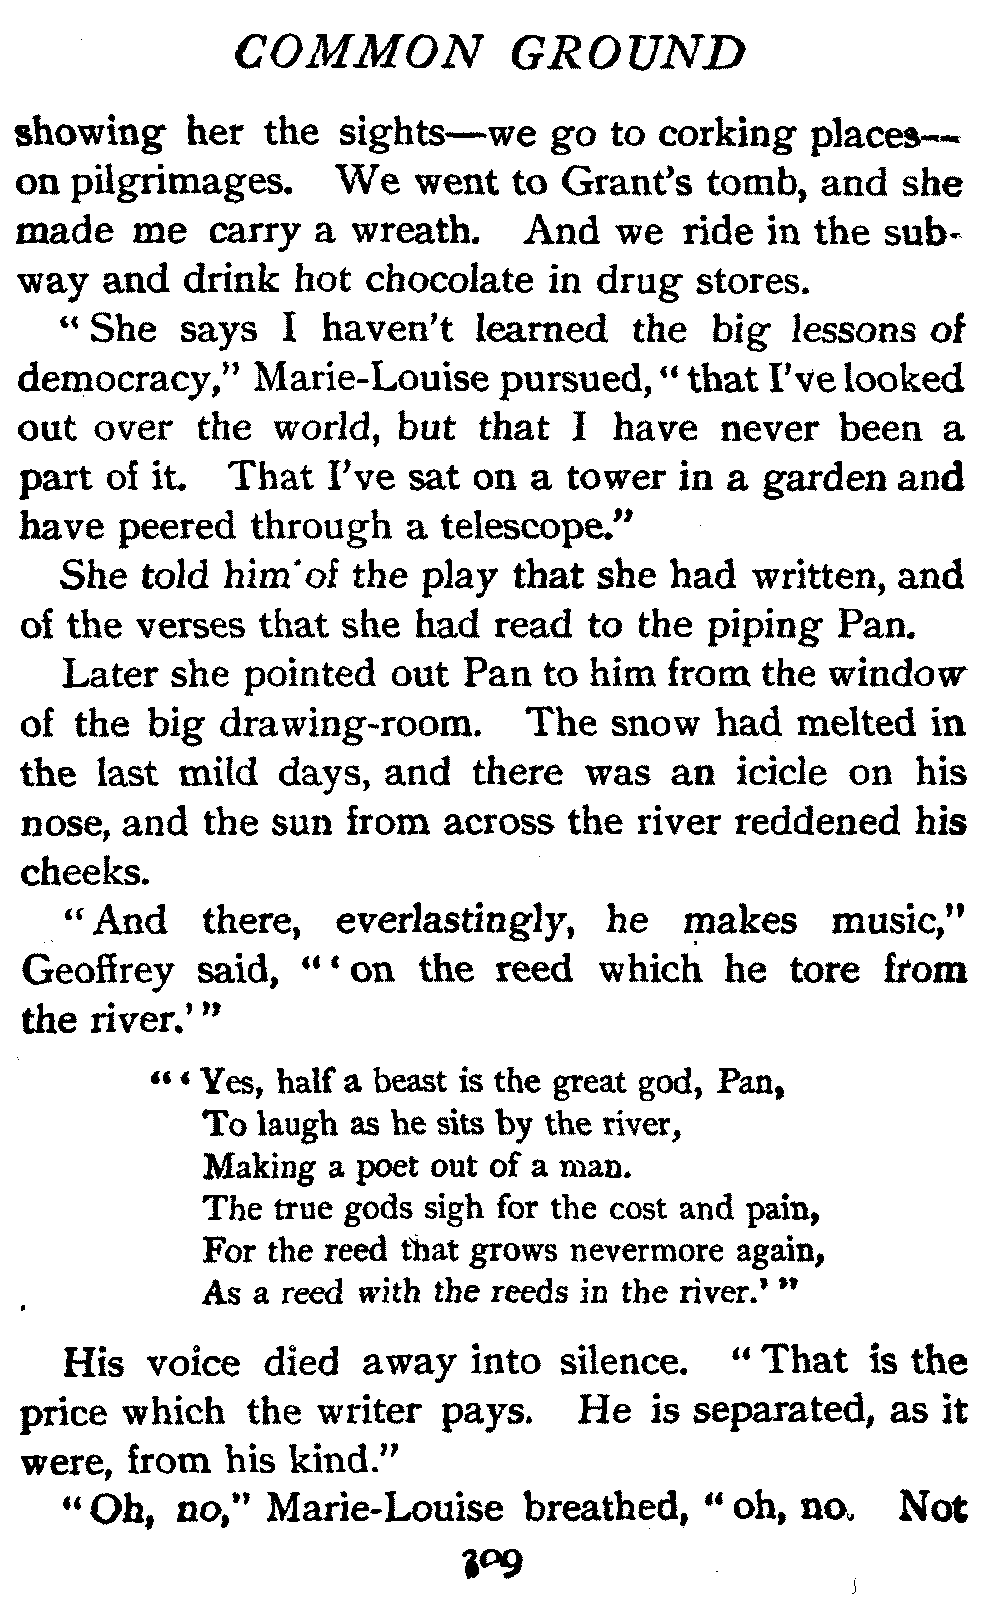 COMMON GROUND
showing her the sights—we go to corking places—
on pilgrimages. We went to Grant's tomb, and she
made me carry a wreath. And we ride in the sub-
way and drink hot chocolate in drug stores.
"She says I haven't learned the big lessons of
democracy," Marie-Louise pursued, "that I've looked
out over the world, but that I have never been a
part of it. That I've sat on a tower in a garden and
have peered through a telescope."
She told him of the play that she had written, and
of the verses that she had read to the piping Pan.
Later she pointed out Pan to him from the window
of the big drawing-room. The snow had melted in
the last mild days, and there was an icicle on his
nose, and the sun from across the river reddened his
cheeks.
"And there, everlastingly, he makes music,"
Geoffrey said, "'on the reed which he tore from
the river.'"
"'Yes, half a beast is the great god, Pan,
To laugh as he sits by the river,
Making a poet out of a man.
The true gods sigh for the cost and pain,
For the reed that grows nevermore again,
As a reed with the reeds in the river.'"
His voice died away into silence. "That is the
price which the writer pays. He is separated, as it
were, from his kind."
"Oh, no," Marie-Louise breathed, "oh, no. Not
309